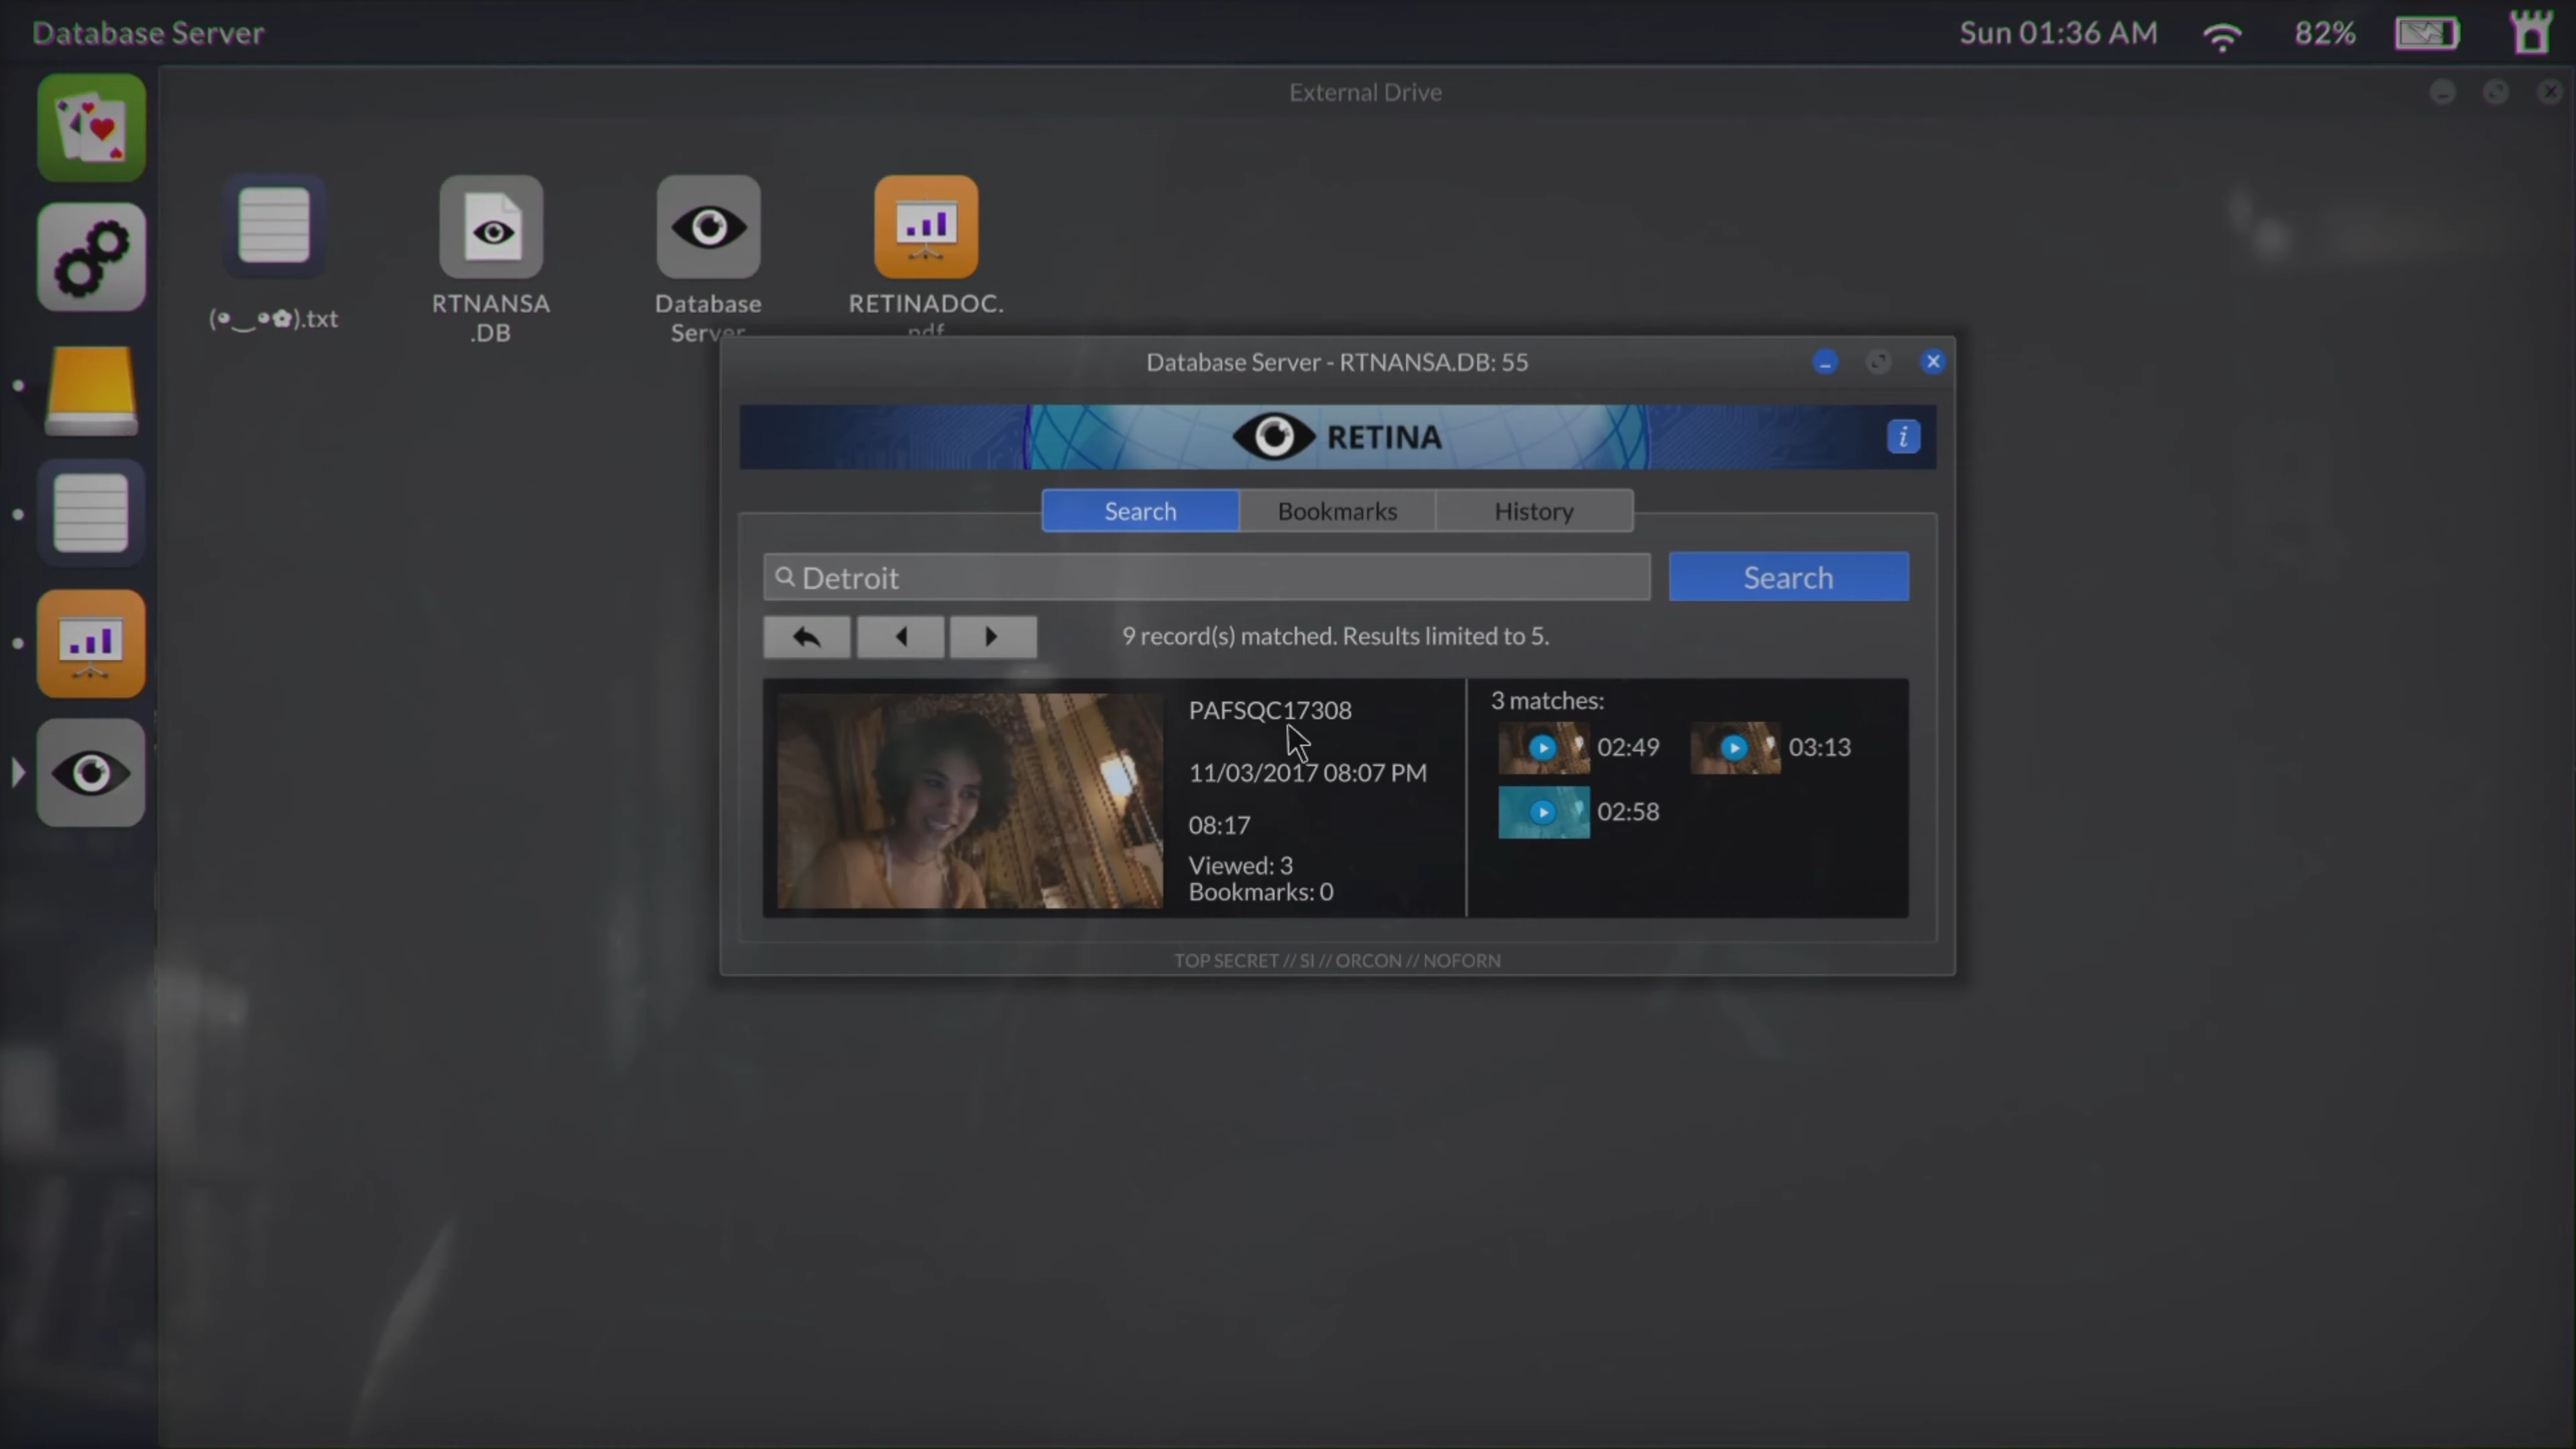 Database Server
Sun 01:36 AM
82%
External Drive
(•‿•✿).txt
RTNANSA
.DB
Database
Server
RETINADOC.
pdf
Database Server - RTNANSA.DB: 55
RETINA
i
Search
Bookmarks
History
Detroit
Search
9 record(s) matched. Results limited to 5.
PAFSQC17308
11/03/2017 08:07 PM
08:17
Viewed: 3
Bookmarks: 0
3 matches:
02:49
03:13
02:58
TOP SECRET // SI // ORCON // NOFORN